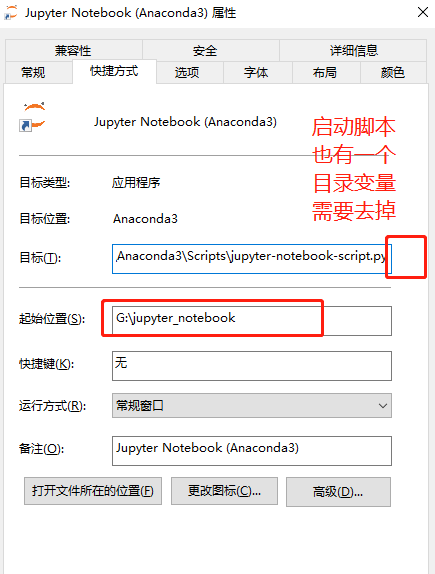 Jupyter Notebook (Anaconda3) 属性
兼容性 安全 详细信息
常规 快捷方式 选项 字体 布局 颜色
Jupyter Notebook (Anaconda3)
启动脚本
也有一个
目录变量
需要去掉
目标类型: 应用程序
目标位置: Anaconda3
目标(T): Anaconda3\Scripts\jupyter-notebook-script.py
起始位置(S): G:\jupyter_notebook
快捷键(K): 无
运行方式(R): 常规窗口
备注(O): Jupyter Notebook (Anaconda3)
打开文件所在的位置(F) 更改图标(C)... 高级(D)...